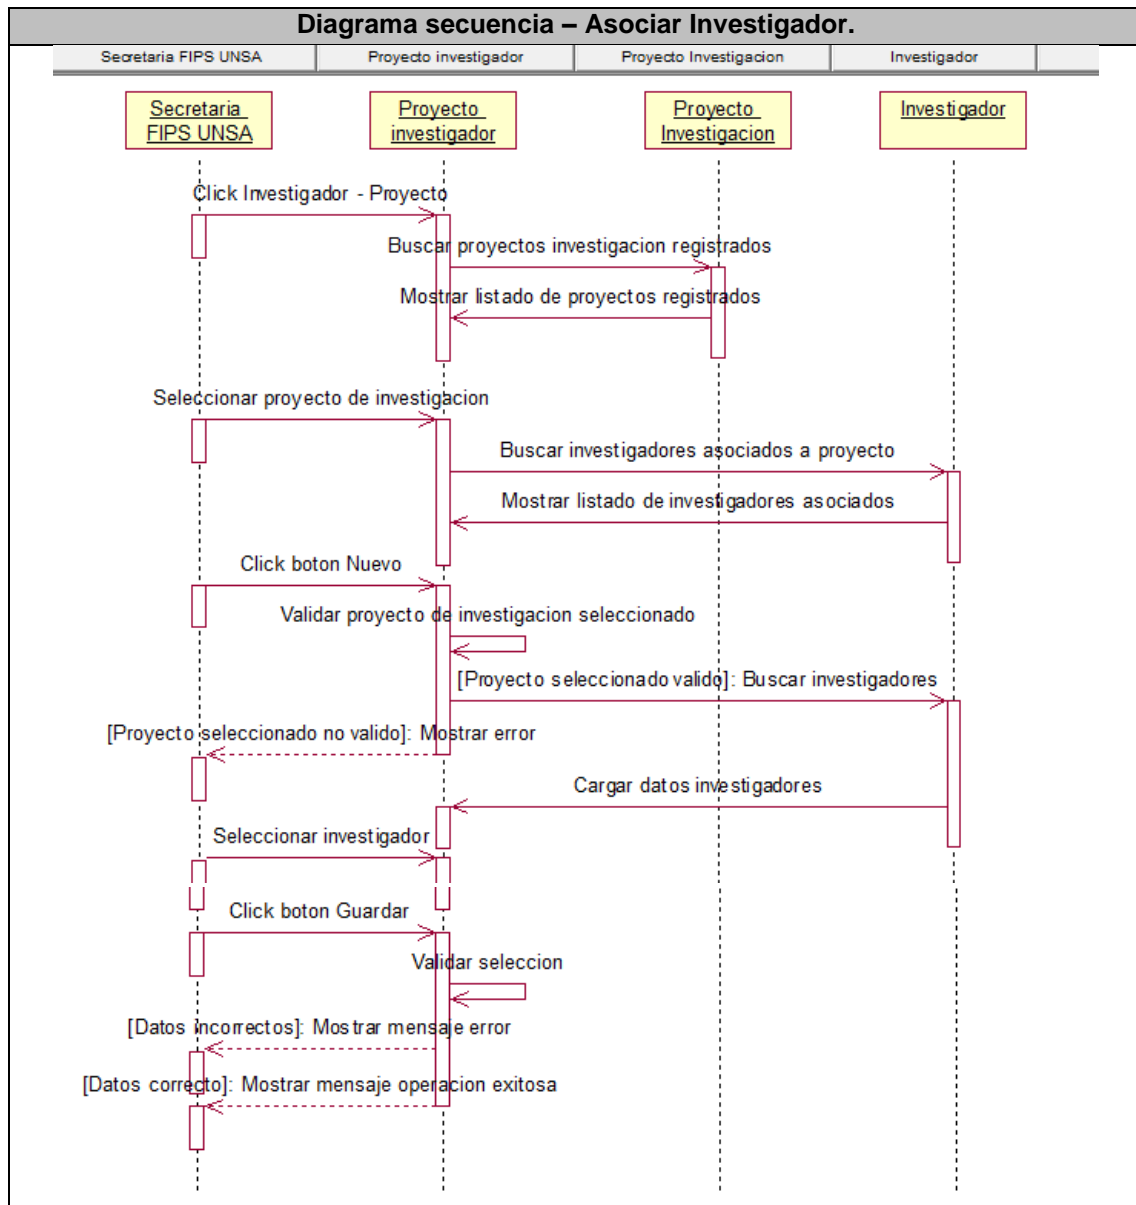 Diagrama secuencia – Asociar Investigador.
Secretaria FIPS UNSA
Proyecto investigador
Proyecto Investigacion
Investigador
Secretaria
FIPS UNSA
Proyecto
investigador
Proyecto
Investigacion
Investigador
Click Investigador - Proyecto
Buscar proyectos investigacion registrados
Mostrar listado de proyectos registrados
Seleccionar proyecto de investigacion
Buscar investigadores asociados a proyecto
Mostrar listado de investigadores asociados
Click boton Nuevo
Validar proyecto de investigacion seleccionado
[Proyecto seleccionado valido]: Buscar investigadores
[Proyecto seleccionado no valido]: Mostrar error
Cargar datos investigadores
Seleccionar investigador
Click boton Guardar
Validar seleccion
[Datos incorrectos]: Mostrar mensaje error
[Datos correcto]: Mostrar mensaje operacion exitosa